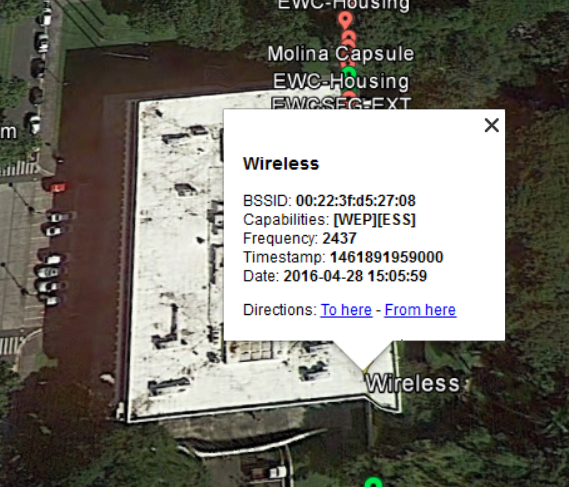 EWC-Housing
Molina Capsule
EWC-Housing
EWCSEG-EXT
m
Wireless
BSSID: 00:22:3f:d5:27:08
Capabilities: [WEP][ESS]
Frequency: 2437
Timestamp: 1461891959000
Date: 2016-04-28 15:05:59
Directions: To here - From here
Wireless